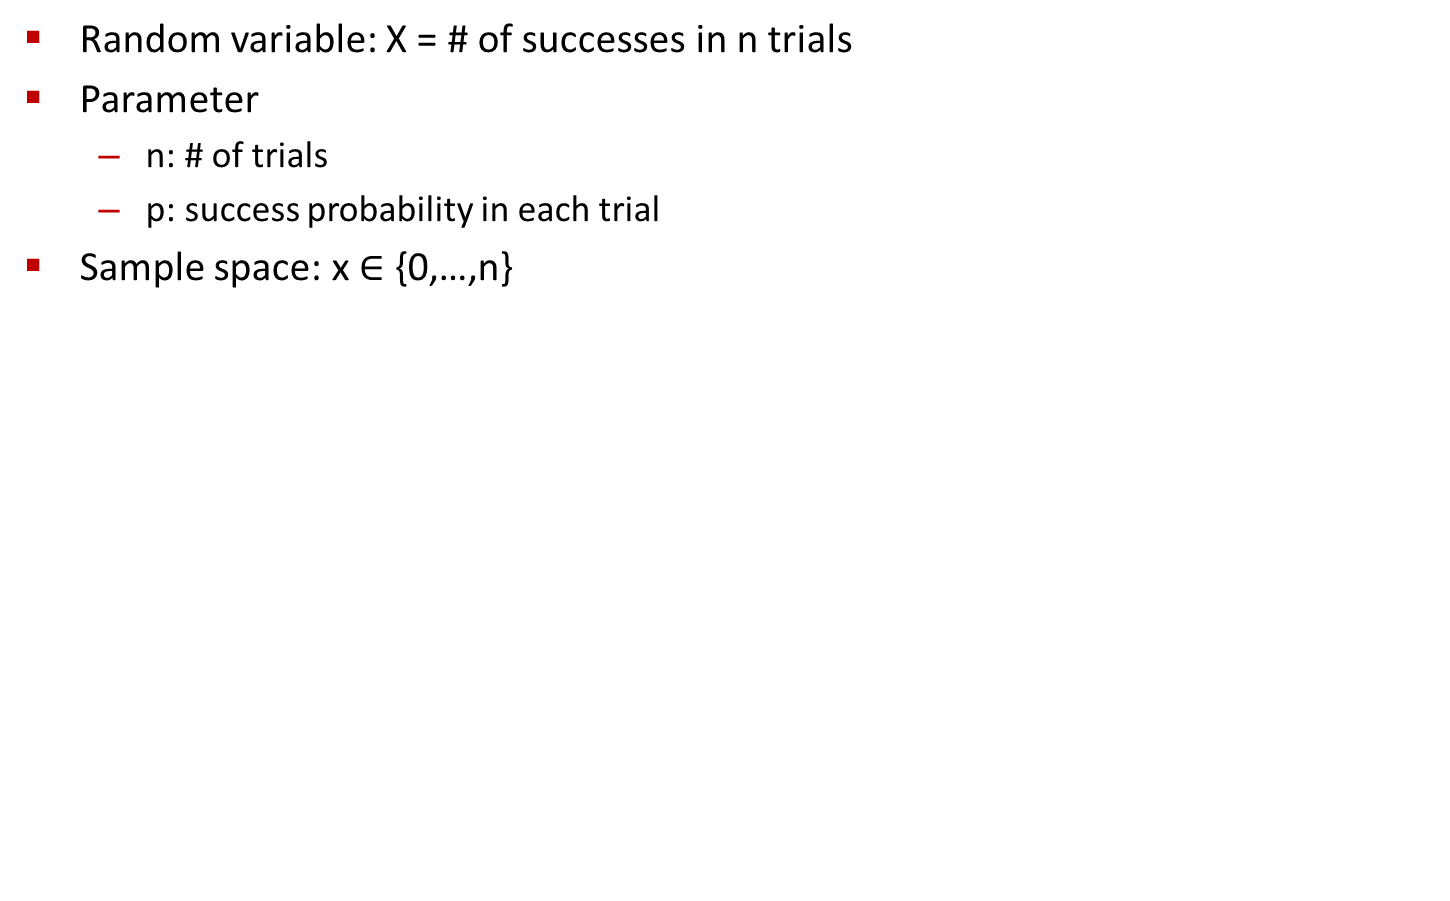 ▪ Random variable: X = # of successes in n trials
▪ Parameter
– n: # of trials
– p: success probability in each trial
▪ Sample space: x ∈ {0,…,n}